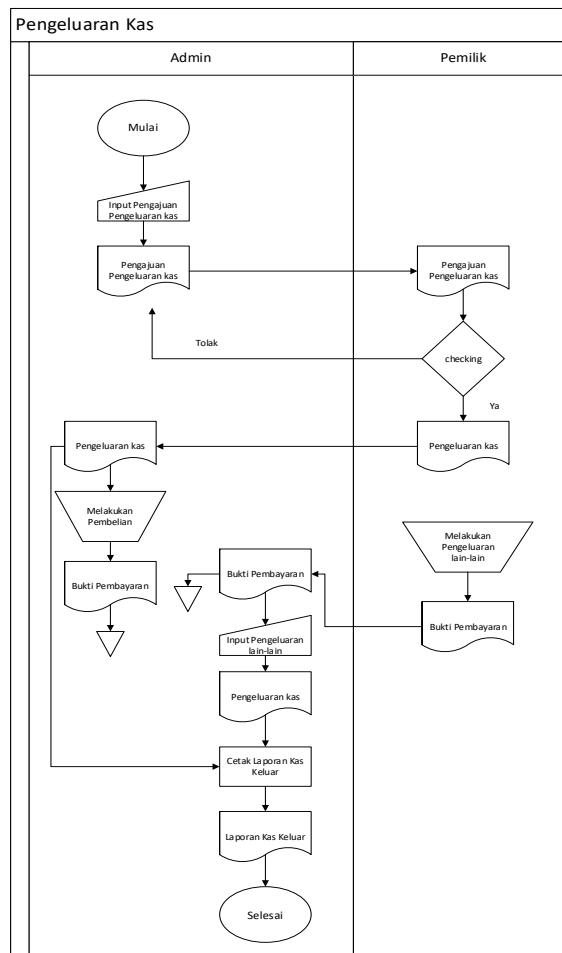 Pengeluaran Kas
Admin
Pemilik
Mulai
Input Pengajuan
Pengeluaran kas
Pengajuan
Pengeluaran kas
Pengajuan
Pengeluaran kas
Tolak
checking
Ya
Pengeluaran kas
Pengeluaran kas
Melakukan
Pembelian
Melakukan
Pengeluaran
lain-lain
Bukti Pembayaran
Bukti Pembayaran
Bukti Pembayaran
Input Pengeluaran
lain-lain
Pengeluaran kas
Cetak Laporan Kas
Keluar
Laporan Kas Keluar
Selesai